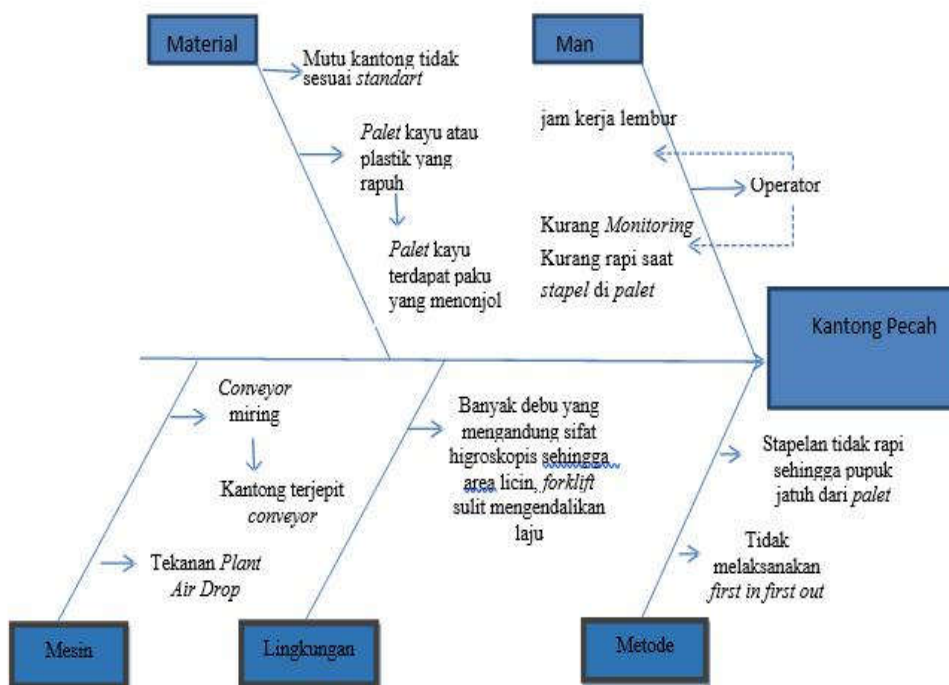 Material
Man
Mutu kantong tidak
sesuai standart
Palet kayu atau
plastik yang
rapuh
Palet kayu
terdapat paku
yang menonjol
jam kerja lembur
Operator
Kurang Monitoring
Kurang rapi saat
stapel di palet
Kantong Pecah
Conveyor
miring
Kantong terjepit
conveyor
Tekanan Plant
Air Drop
Banyak debu yang
mengandung sifat
higroskopis sehingga
area licin, forklift
sulit mengendalikan
laju
Stapelan tidak rapi
sehingga pupuk
jatuh dari palet
Tidak
melaksanakan
first in first out
Mesin
Lingkungan
Metode